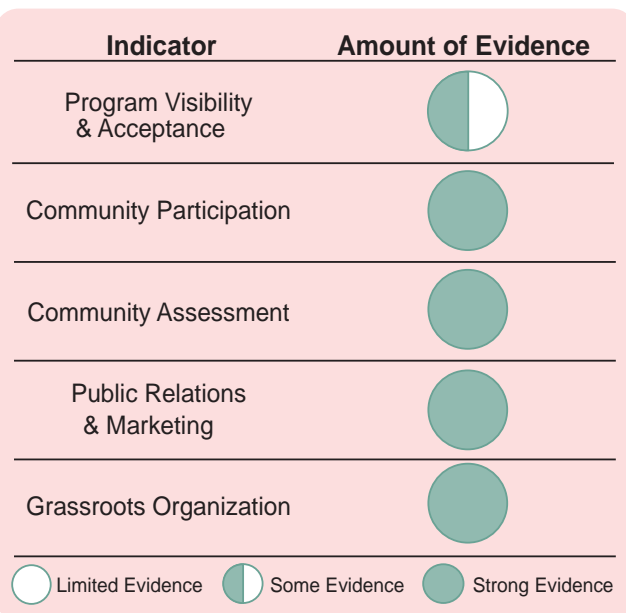 Indicator Amount of Evidence
Program Visibility
& Acceptance
Community Participation
Community Assessment
Public Relations
& Marketing
Grassroots Organization
Limited Evidence Some Evidence Strong Evidence